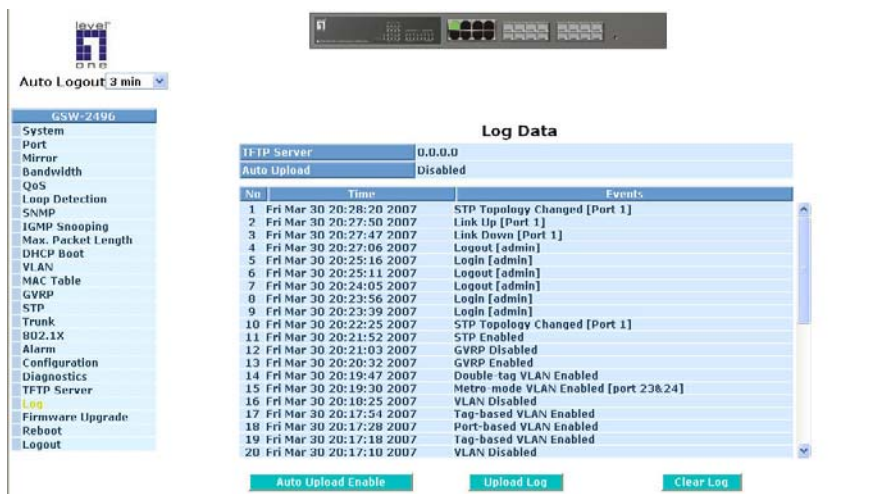 level
one
Auto Logout 3 min
GSW-2496
System
Port
Mirror
Bandwidth
QoS
Loop Detection
SNMP
IGMP Snooping
Max. Packet Length
DHCP Boot
VLAN
MAC Table
GVRP
STP
Trunk
802.1X
Alarm
Configuration
Diagnostics
TFTP Server
Log
Firmware Upgrade
Reboot
Logout
Log Data
TFTP Server 0.0.0.0
Auto Upload Disabled
No Time Events
1 Fri Mar 30 20:28:20 2007 STP Topology Changed [Port 1]
2 Fri Mar 30 20:27:50 2007 Link Up [Port 1]
3 Fri Mar 30 20:27:47 2007 Link Down [Port 1]
4 Fri Mar 30 20:27:06 2007 Logout [admin]
5 Fri Mar 30 20:25:16 2007 Login [admin]
6 Fri Mar 30 20:25:11 2007 Logout [admin]
7 Fri Mar 30 20:24:05 2007 Logout [admin]
8 Fri Mar 30 20:23:56 2007 Login [admin]
9 Fri Mar 30 20:23:39 2007 Login [admin]
10 Fri Mar 30 20:22:25 2007 STP Topology Changed [Port 1]
11 Fri Mar 30 20:21:52 2007 STP Enabled
12 Fri Mar 30 20:21:03 2007 GVRP Disabled
13 Fri Mar 30 20:20:32 2007 GVRP Enabled
14 Fri Mar 30 20:19:47 2007 Double-tag VLAN Enabled
15 Fri Mar 30 20:19:30 2007 Metro-mode VLAN Enabled [port 23&24]
16 Fri Mar 30 20:18:25 2007 VLAN Disabled
17 Fri Mar 30 20:17:54 2007 Tag-based VLAN Enabled
18 Fri Mar 30 20:17:28 2007 Port-based VLAN Enabled
19 Fri Mar 30 20:17:18 2007 Tag-based VLAN Enabled
20 Fri Mar 30 20:17:10 2007 VLAN Disabled
Auto Upload Enable Upload Log Clear Log